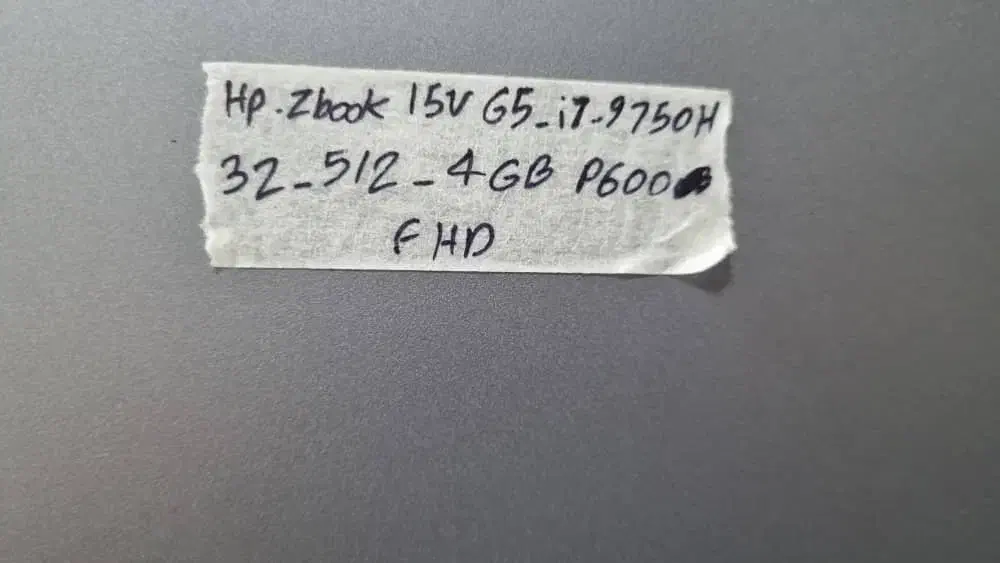 Hp.Zbook 15V G5_i7-9750H
32_512_4GB P600
FHD